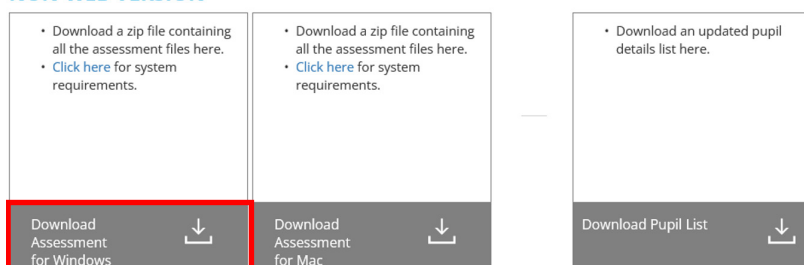 • Download a zip file containing
all the assessment files here.
• Click here for system
requirements.
Download
Assessment
for Windows
• Download a zip file containing
all the assessment files here.
• Click here for system
requirements.
Download
Assessment
for Mac
• Download an updated pupil
details list here.
Download Pupil List